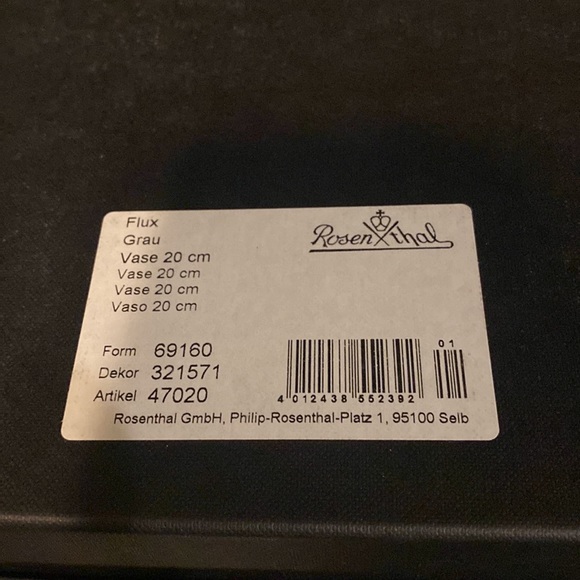 Flux
Grau
Vase 20 cm
Vase 20 cm
Vase 20 cm
Vaso 20 cm
Rosenthal
Form 69160
Dekor 321571
Artikel 47020
01
4 012438 552392
Rosenthal GmbH, Philip-Rosenthal-Platz 1, 95100 Selb